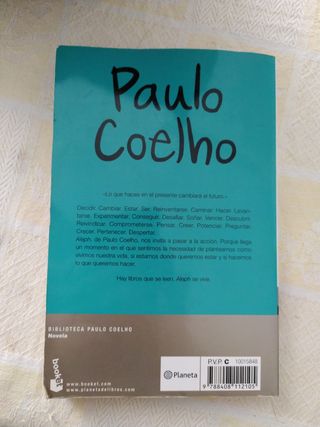 Paulo
Coelho
«Lo que haces en el presente cambiará el futuro.»
Decidir. Cambiar. Estar. Ser. Reinventarse. Caminar. Hacer. Levan-
tarse. Experimentar. Conseguir. Desafiar. Soñar. Vencer. Descubrir.
Reivindicar. Comprometerse. Pensar. Creer. Potenciar. Preguntar.
Crecer. Pertenecer. Despertar.
Aleph, de Paulo Coelho, nos invita a pasar a la acción. Porque llega
un momento en el que sentimos la necesidad de plantearnos cómo
vivimos nuestra vida, si estamos donde queremos estar y si hacemos
lo que queremos hacer.
Hay libros que se leen. Aleph se vive.
BIBLIOTECA PAULO COELHO
Novela
booket
www.booket.com
www.planetadelibros.com
Planeta
P.V.P. C 10015848
9 788408 112105